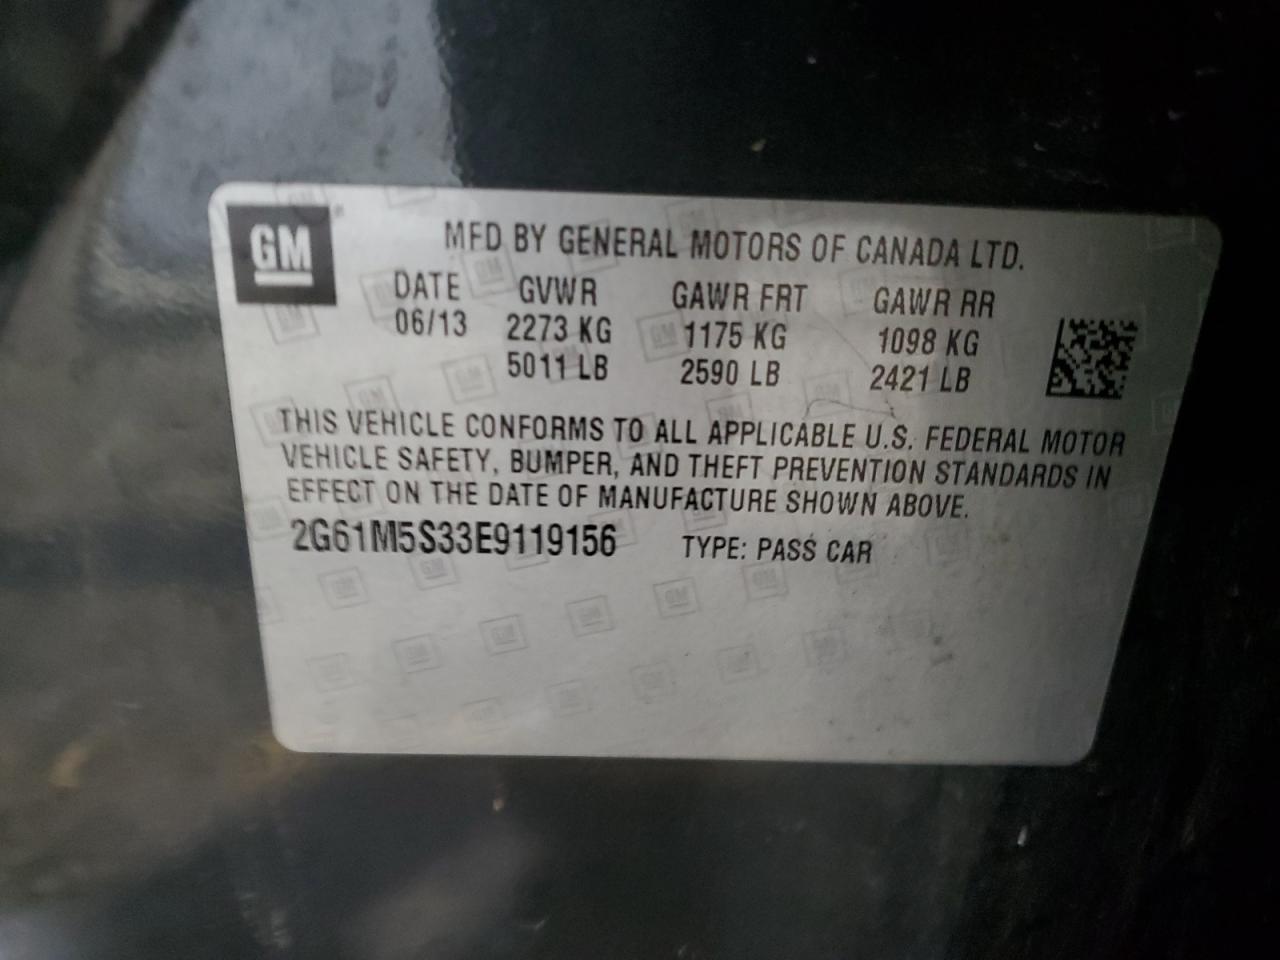 GM
MFD BY GENERAL MOTORS OF CANADA LTD.
DATE GVWR GAWR FRT GAWR RR
06/13 2273 KG 1175 KG 1098 KG
5011 LB 2590 LB 2421 LB
THIS VEHICLE CONFORMS TO ALL APPLICABLE U.S. FEDERAL MOTOR
VEHICLE SAFETY, BUMPER, AND THEFT PREVENTION STANDARDS IN
EFFECT ON THE DATE OF MANUFACTURE SHOWN ABOVE.
2G61M5S33E9119156 TYPE: PASS CAR